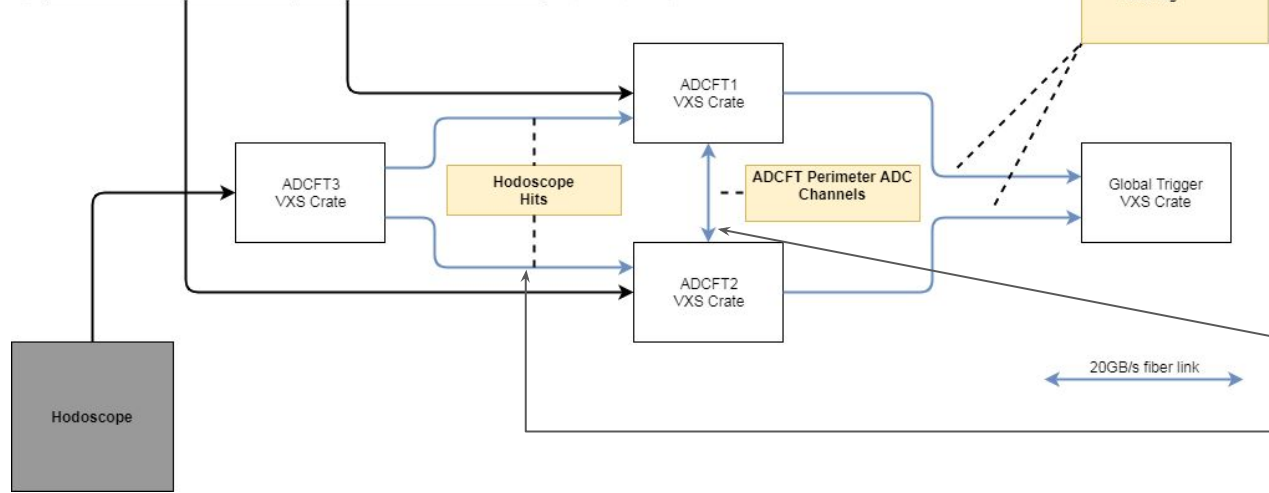 ADCFT1
VXS Crate
ADCFT3
VXS Crate
Hodoscope
Hits
ADCFT Perimeter ADC
Channels
Global Trigger
VXS Crate
ADCFT2
VXS Crate
20GB/s fiber link
Hodoscope